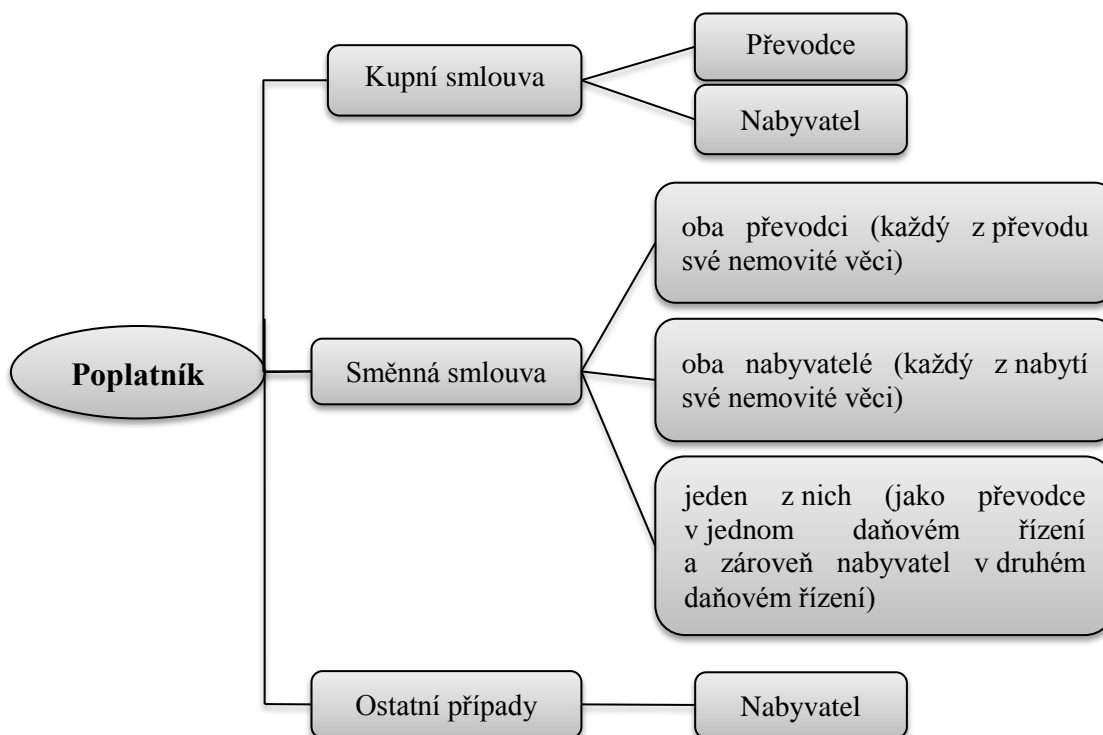 Poplatník
Kupní smlouva
Převodce
Nabyvatel
Směnná smlouva
oba převodci (každý z převodu
své nemovité věci)
oba nabyvatelé (každý z nabytí
své nemovité věci)
jeden z nich (jako převodce
v jednom daňovém řízení
a zároveň nabyvatel v druhém
daňovém řízení)
Ostatní případy
Nabyvatel